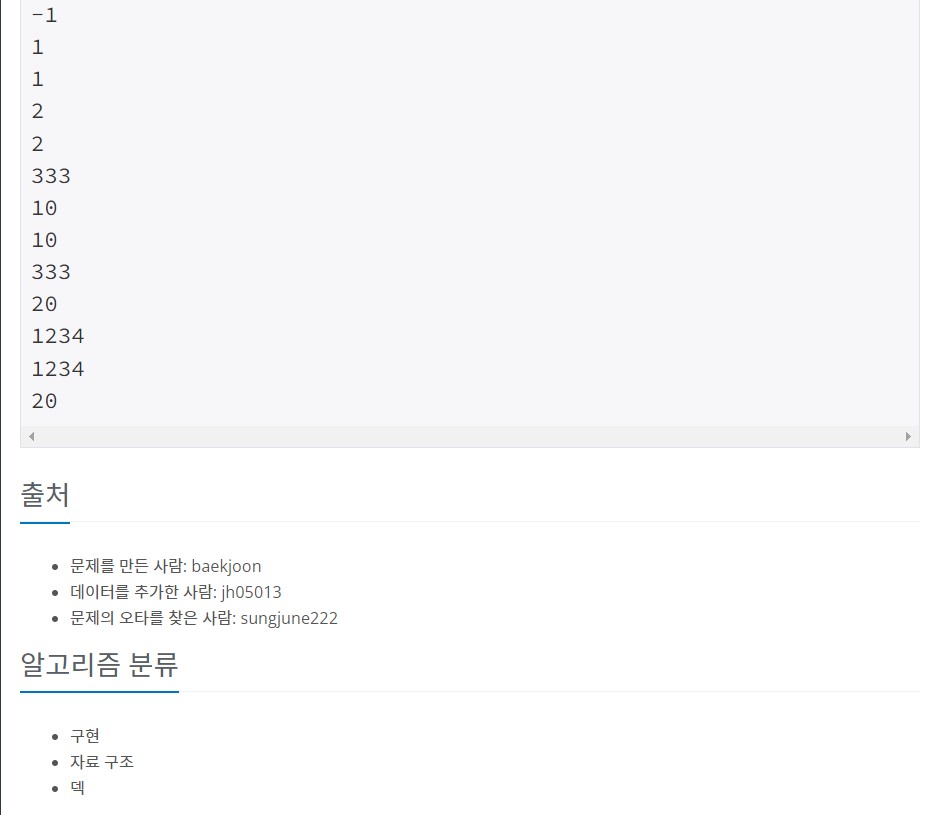 -1
1
1
2
2
333
10
10
333
20
1234
1234
20
출처
문제를 만든 사람: baekjoon
데이터를 추가한 사람: jh05013
문제의 오타를 찾은 사람: sungjune222
알고리즘 분류
구현
자료 구조
덱